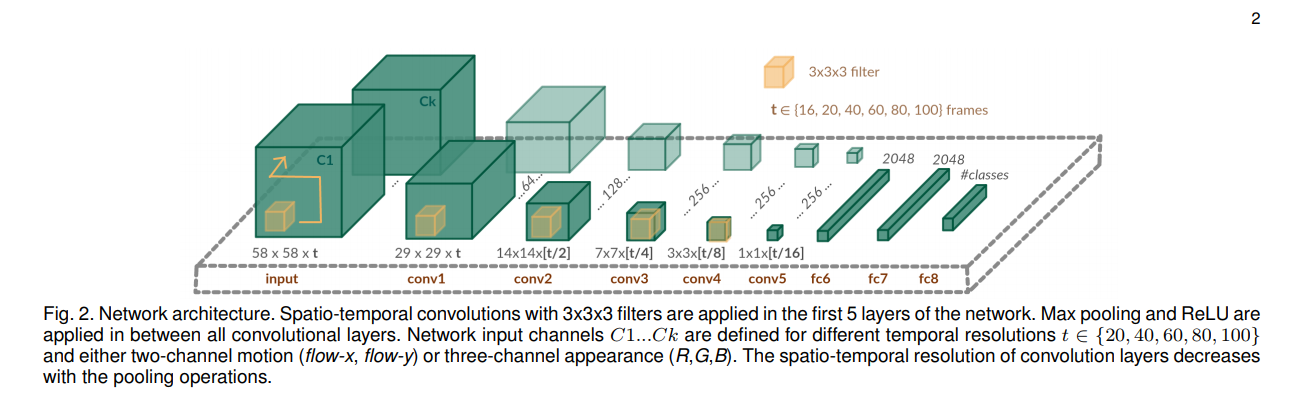 2
3x3x3 filter
t ∈ {16, 20, 40, 60, 80, 100} frames
Ck
C1
...
...64...
... 128...
... 256 ...
... 256 ...
... 256 ...
2048
2048
#classes
58 x 58 x t
29 x 29 x t
14x14x[t/2]
7x7x[t/4]
3x3x[t/8]
1x1x[t/16]
input
conv1
conv2
conv3
conv4
conv5
fc6
fc7
fc8
Fig. 2. Network architecture. Spatio-temporal convolutions with 3x3x3 filters are applied in the first 5 layers of the network. Max pooling and ReLU are
applied in between all convolutional layers. Network input channels C1...Ck are defined for different temporal resolutions t ∈ {20, 40, 60, 80, 100}
and either two-channel motion (flow-x, flow-y) or three-channel appearance (R,G,B). The spatio-temporal resolution of convolution layers decreases
with the pooling operations.